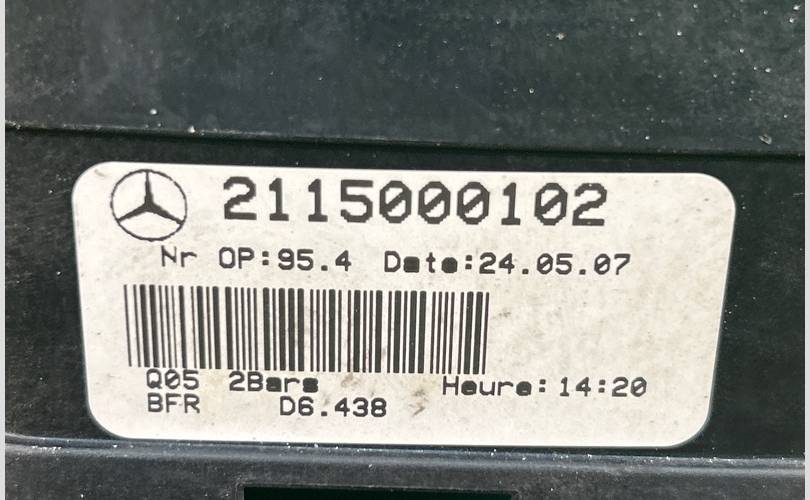 2115000102
Nr OP:95.4 Date:24.05.07
Q05 2Bars Heure:14:20
BFR D6.438